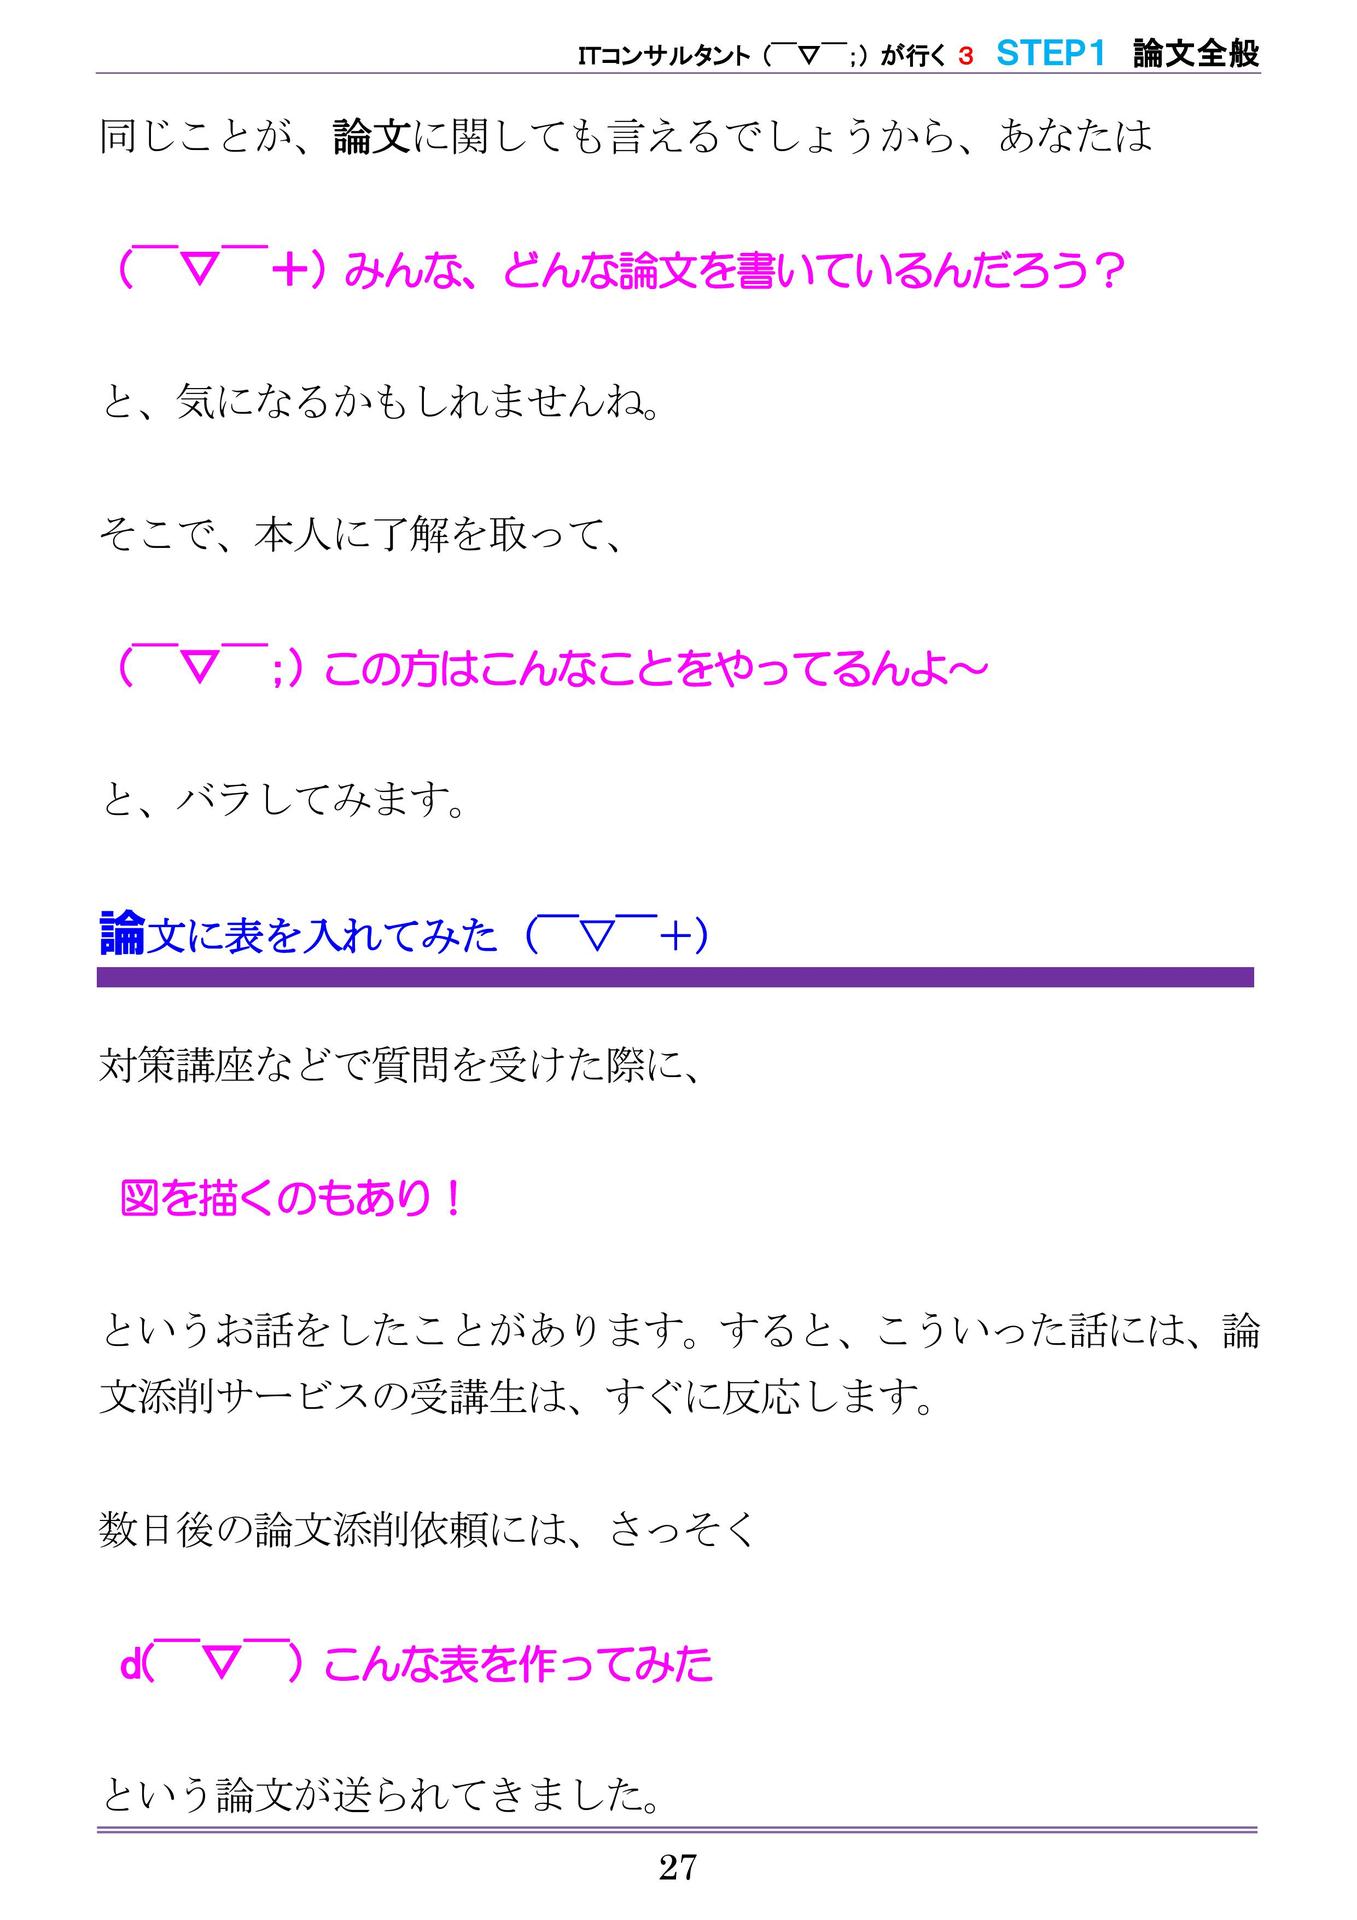 ITコンサルタント（￣▽￣；）が行く 3 STEP1 論文全般
同じことが、論文に関しても言えるでしょうから、あなたは
（￣▽￣＋）みんな、どんな論文を書いているんだろう？
と、気になるかもしれませんね。
そこで、本人に了解を取って、
（￣▽￣；）この方はこんなことをやってるんよ～
と、バラしてみます。
論文に表を入れてみた（￣▽￣＋）
対策講座などで質問を受けた際に、
図を描くのもあり！
というお話をしたことがあります。すると、こういった話には、論
文添削サービスの受講生は、すぐに反応します。
数日後の論文添削依頼には、さっそく
d(￣▽￣）こんな表を作ってみた
という論文が送られてきました。
27